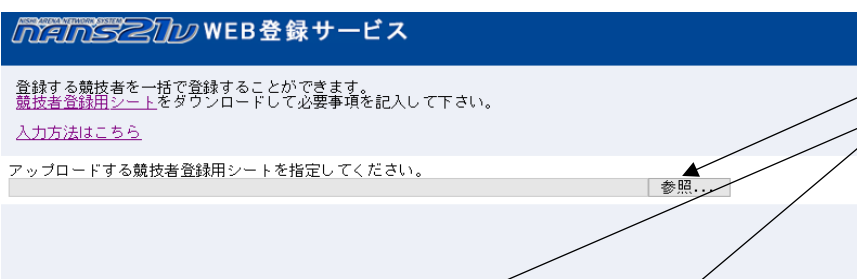 NISHI ARENA NETWORK SYSTEM
nANS21V WEB登録サービス
登録する競技者を一括で登録することができます。
競技者登録用シートをダウンロードして必要事項を記入して下さい。
入力方法はこちら
アップロードする競技者登録用シートを指定してください。
参照...